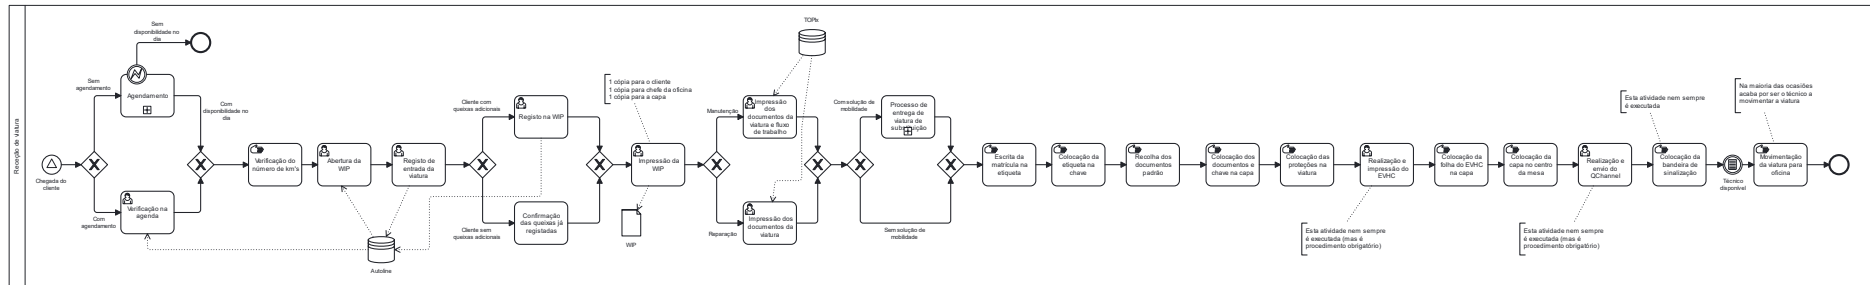 Receção de viatura
Chegada do
cliente
Sem
agendamento
Com
agendamento
Sem
disponibilidade no
dia
Agendamento
Verificação na
agenda
Com
disponibilidade no
dia
Verificação do
número de km's
Abertura da
WIP
Registo de
entrada da
viatura
Autoline
Cliente com
queixas adicionais
Cliente sem
queixas adicionais
Registo na WIP
Confirmação
das queixas já
registadas
1 cópia para o cliente
1 cópia para chefe da oficina
1 cópia para a capa
Impressão da
WIP
WIP
Manutenção
Reparação
TOPIs
Impressão
dos
documentos da
viatura e fluxo
de trabalho
Impressão dos
documentos da
viatura
Com solução de
mobilidade
Sem solução de
mobilidade
Processo de
entrega de
viatura de
substituição
Escrita da
matrícula na
etiqueta
Colocação da
etiqueta na
chave
Recolha dos
documentos
padrão
Colocação dos
documentos e
chave na capa
Colocação das
proteções na
viatura
Realização e
impressão do
EVHC
Esta atividade nem sempre
é executada (mas é
procedimento obrigatório)
Colocação da
folha do EVHC
na capa
Colocação da
capa no centro
da mesa
Realização e
envio do
QChannel
Esta atividade nem sempre
é executada (mas é
procedimento obrigatório)
Esta atividade nem sempre
é executada
Colocação da
bandeira de
sinalização
Técnico
disponível
Na maioria das ocasiões
acaba por ser o técnico a
movimentar a viatura
Movimentação
da viatura para
oficina